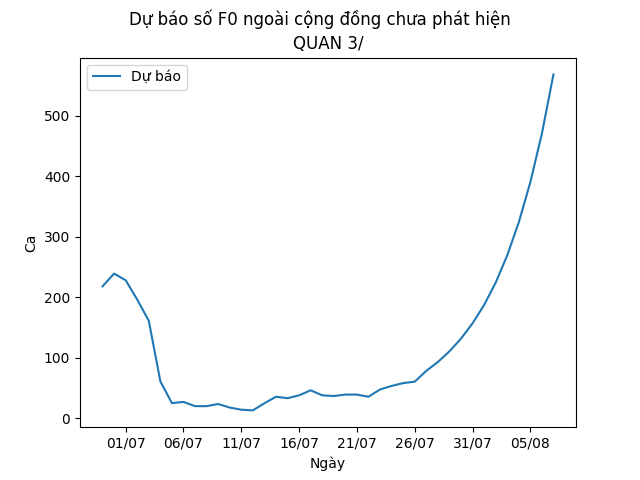 Dự báo số F0 ngoài cộng đồng chưa phát hiện
QUAN 3/
Dự báo
500
400
300
200
100
0
Ca
01/07 06/07 11/07 16/07 21/07 26/07 31/07 05/08
Ngày